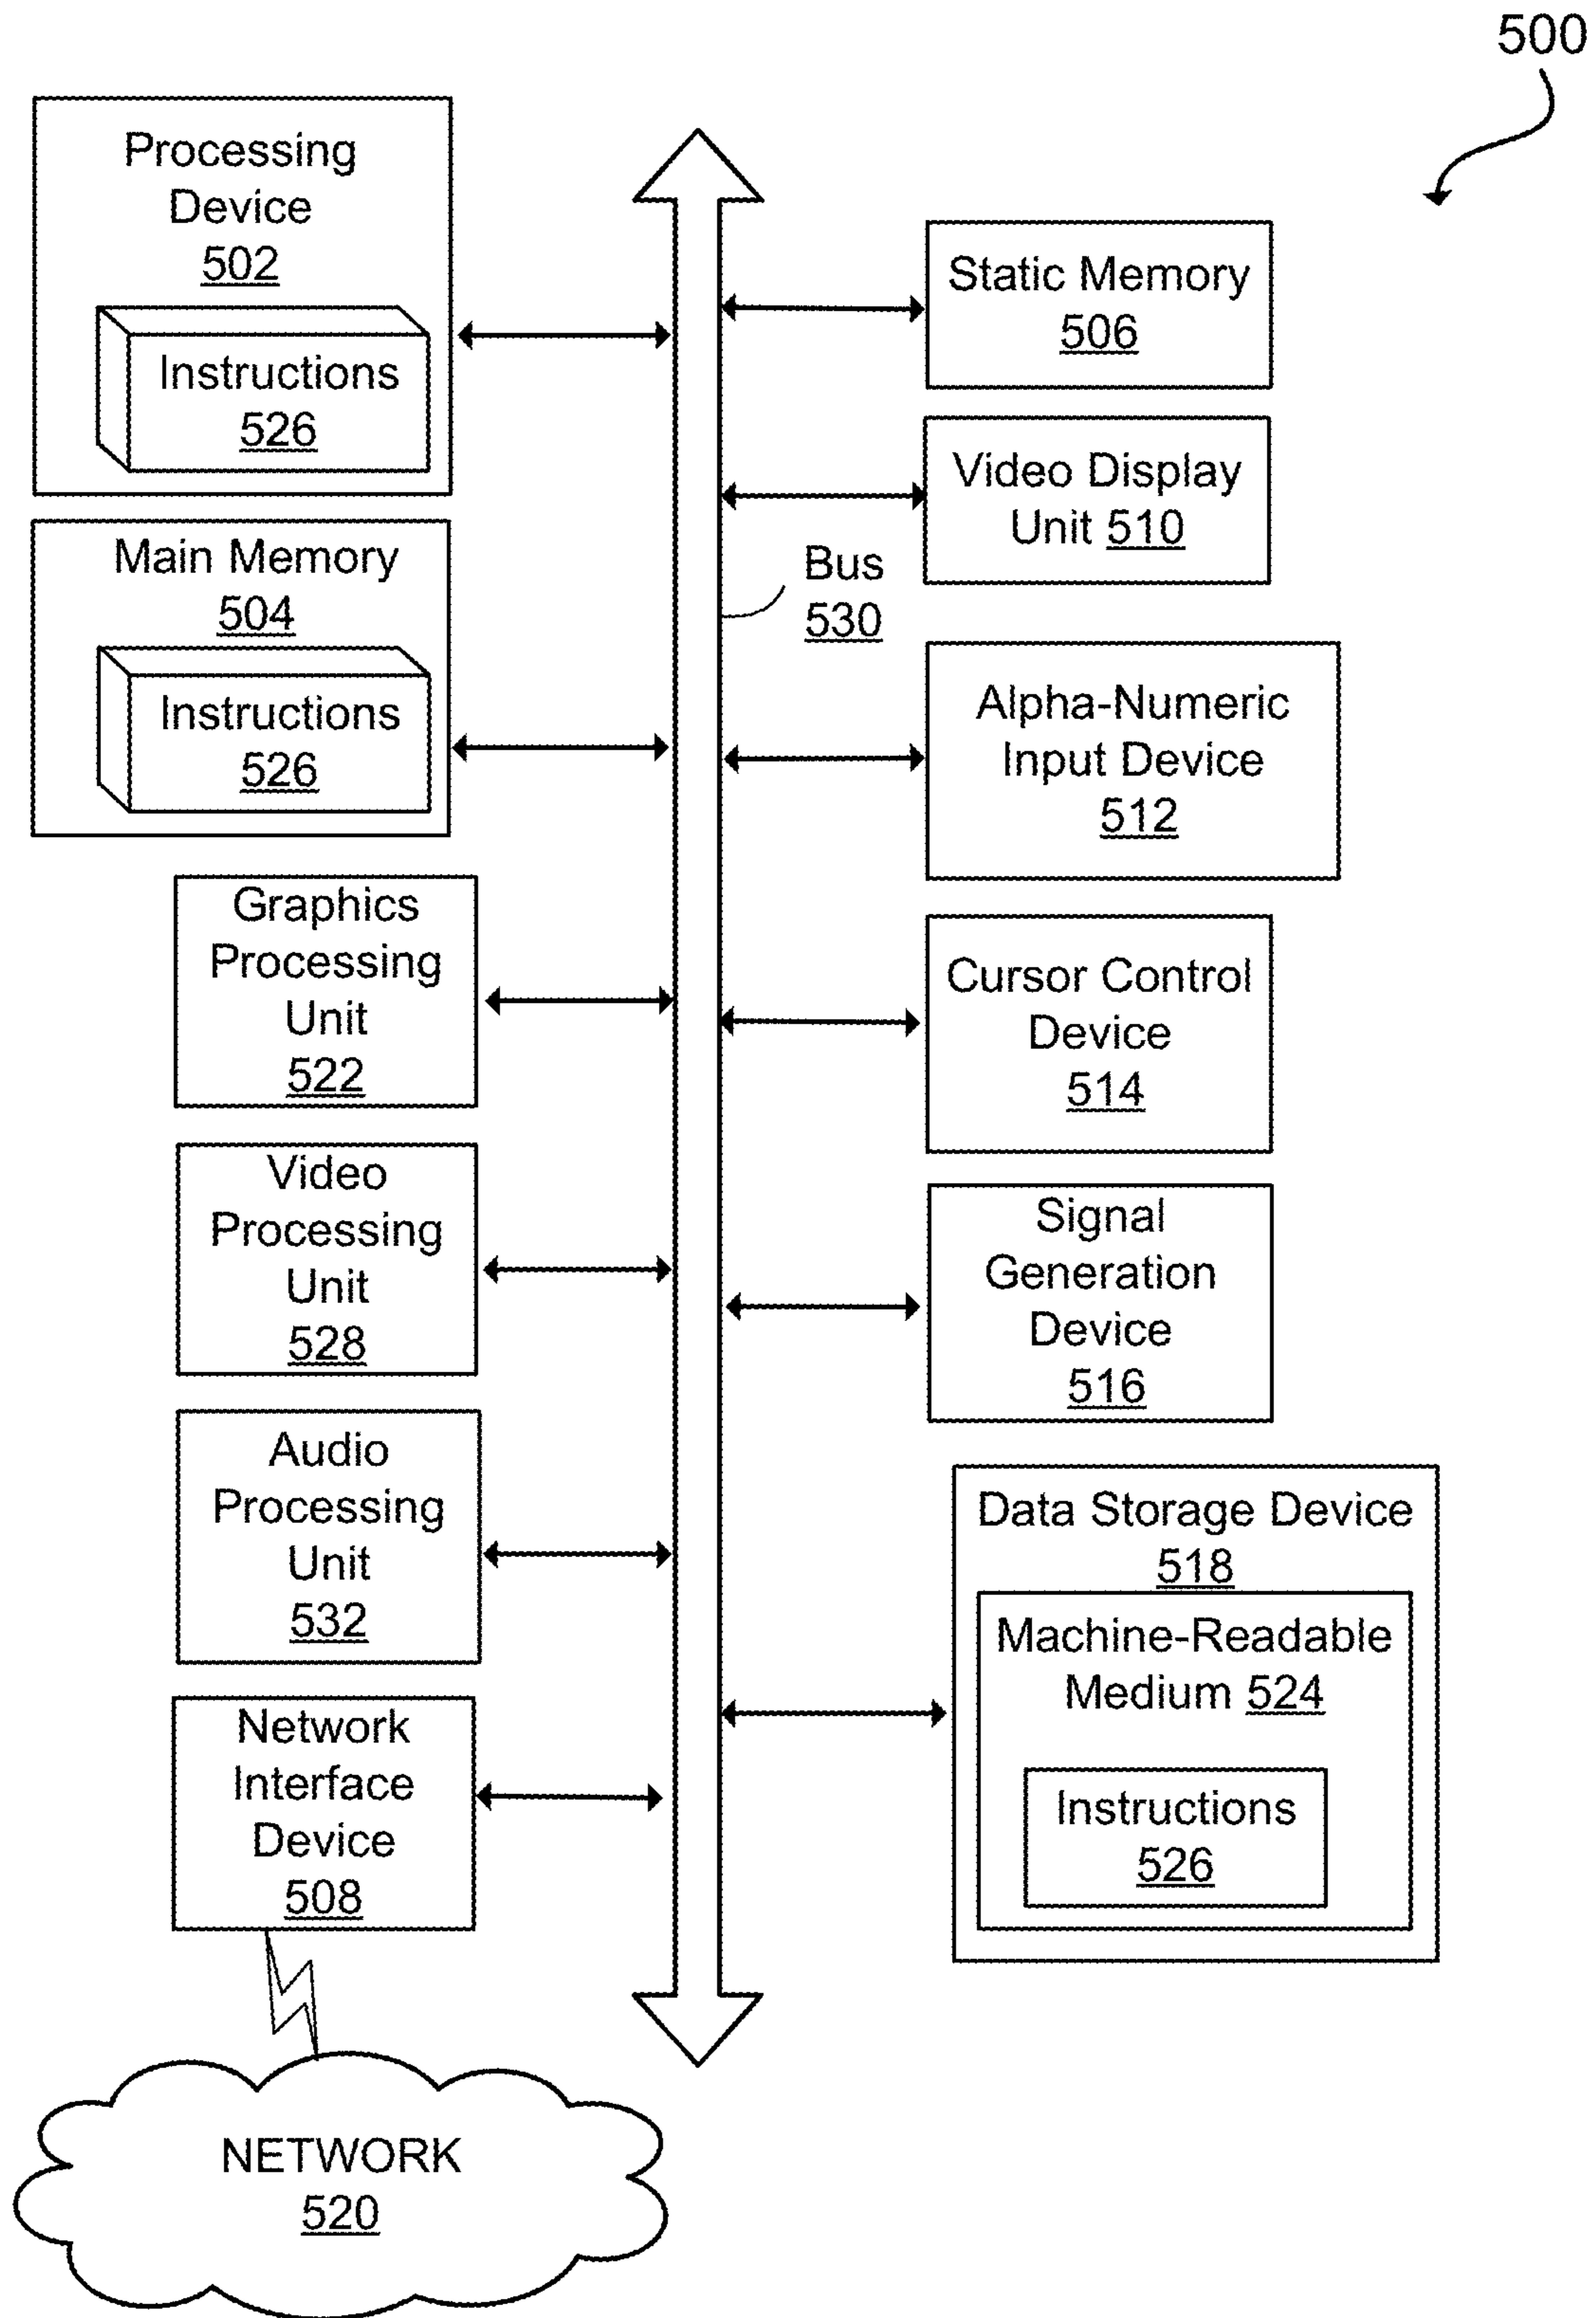 500
Processing
Device
502
Instructions
526
Main Memory
504
Instructions
526
Graphics
Processing
Unit
522
Video
Processing
Unit
528
Audio
Processing
Unit
532
Network
Interface
Device
508
NETWORK
520
Bus
530
Static Memory
506
Video Display
Unit 510
Alpha-Numeric
Input Device
512
Cursor Control
Device
514
Signal
Generation
Device
516
Data Storage Device
518
Machine-Readable
Medium 524
Instructions
526